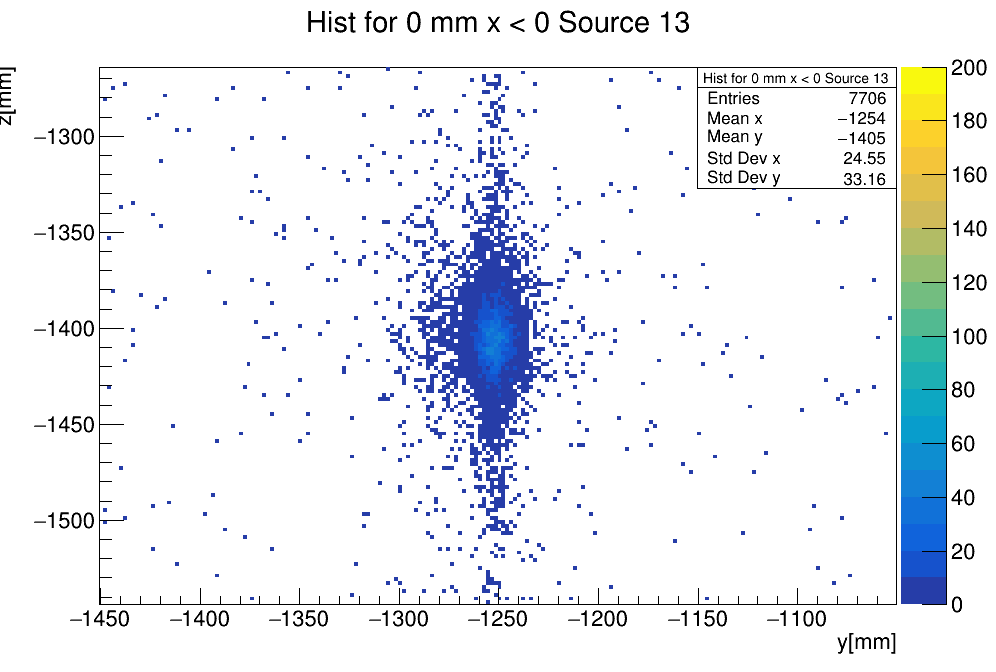 Hist for 0 mm x < 0 Source 13
z[mm]
Hist for 0 mm x < 0 Source 13
Entries 7706
Mean x −1254
Mean y −1405
Std Dev x 24.55
Std Dev y 33.16
−1300
−1350
−1400
−1450
−1500
−1450 −1400 −1350 −1300 −1250 −1200 −1150 −1100
y[mm]
200
180
160
140
120
100
80
60
40
20
0